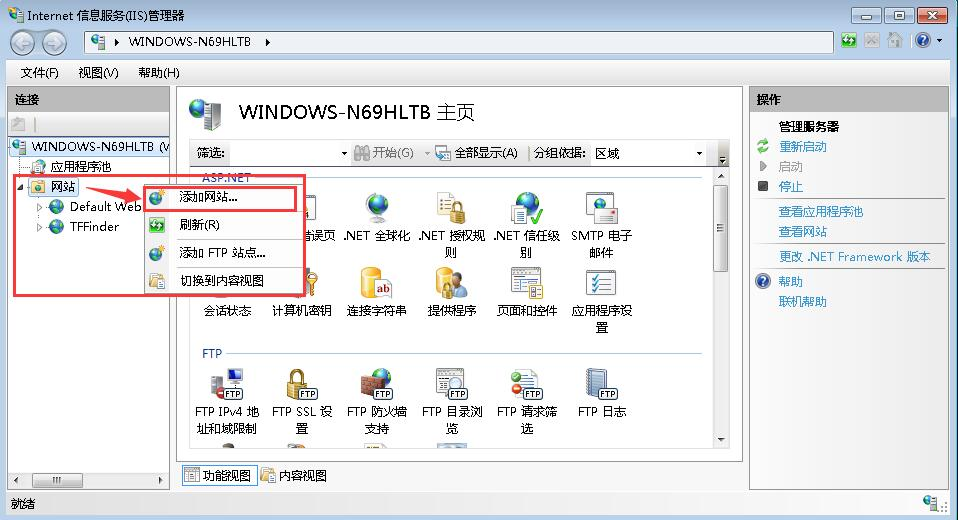 Internet 信息服务(IIS)管理器
WINDOWS-N69HLTB
文件(F) 视图(V) 帮助(H)
连接
WINDOWS-N69HLTB (V
应用程序池
网站
Default Web
TFFinder
添加网站...
刷新(R)
添加 FTP 站点...
切换到内容视图
WINDOWS-N69HLTB 主页
筛选: 开始(G) 全部显示(A) 分组依据: 区域
ASP.NET
错误页 .NET 全球化 .NET 授权规则 .NET 信任级别 SMTP 电子邮件
会话状态 计算机密钥 连接字符串 提供程序 页面和控件 应用程序设置
FTP
FTP IPv4 地址和域限制 FTP SSL 设置 FTP 防火墙支持 FTP 目录浏览 FTP 请求筛选 FTP 日志
功能视图 内容视图
操作
管理服务器
重新启动
启动
停止
查看应用程序池
查看网站
更改 .NET Framework 版本
帮助
联机帮助
就绪